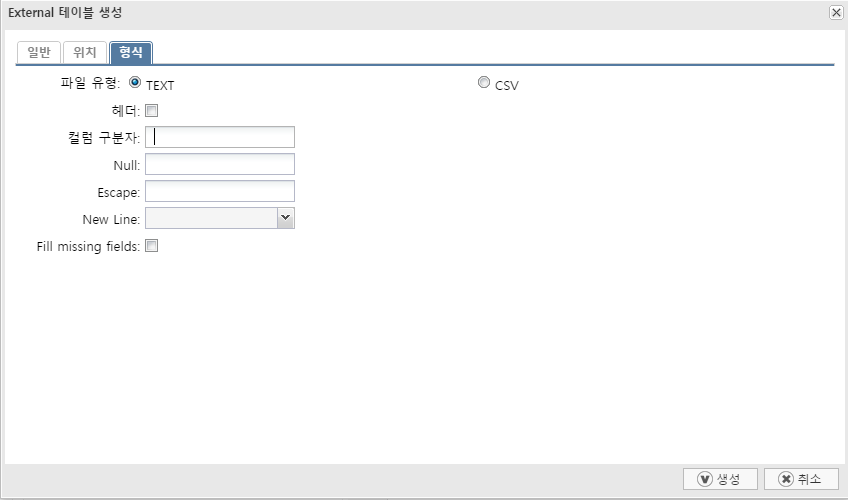 External 테이블 생성
일반 위치 형식
파일 유형: TEXT CSV
헤더:
컬럼 구분자:
Null:
Escape:
New Line:
Fill missing fields:
생성 취소